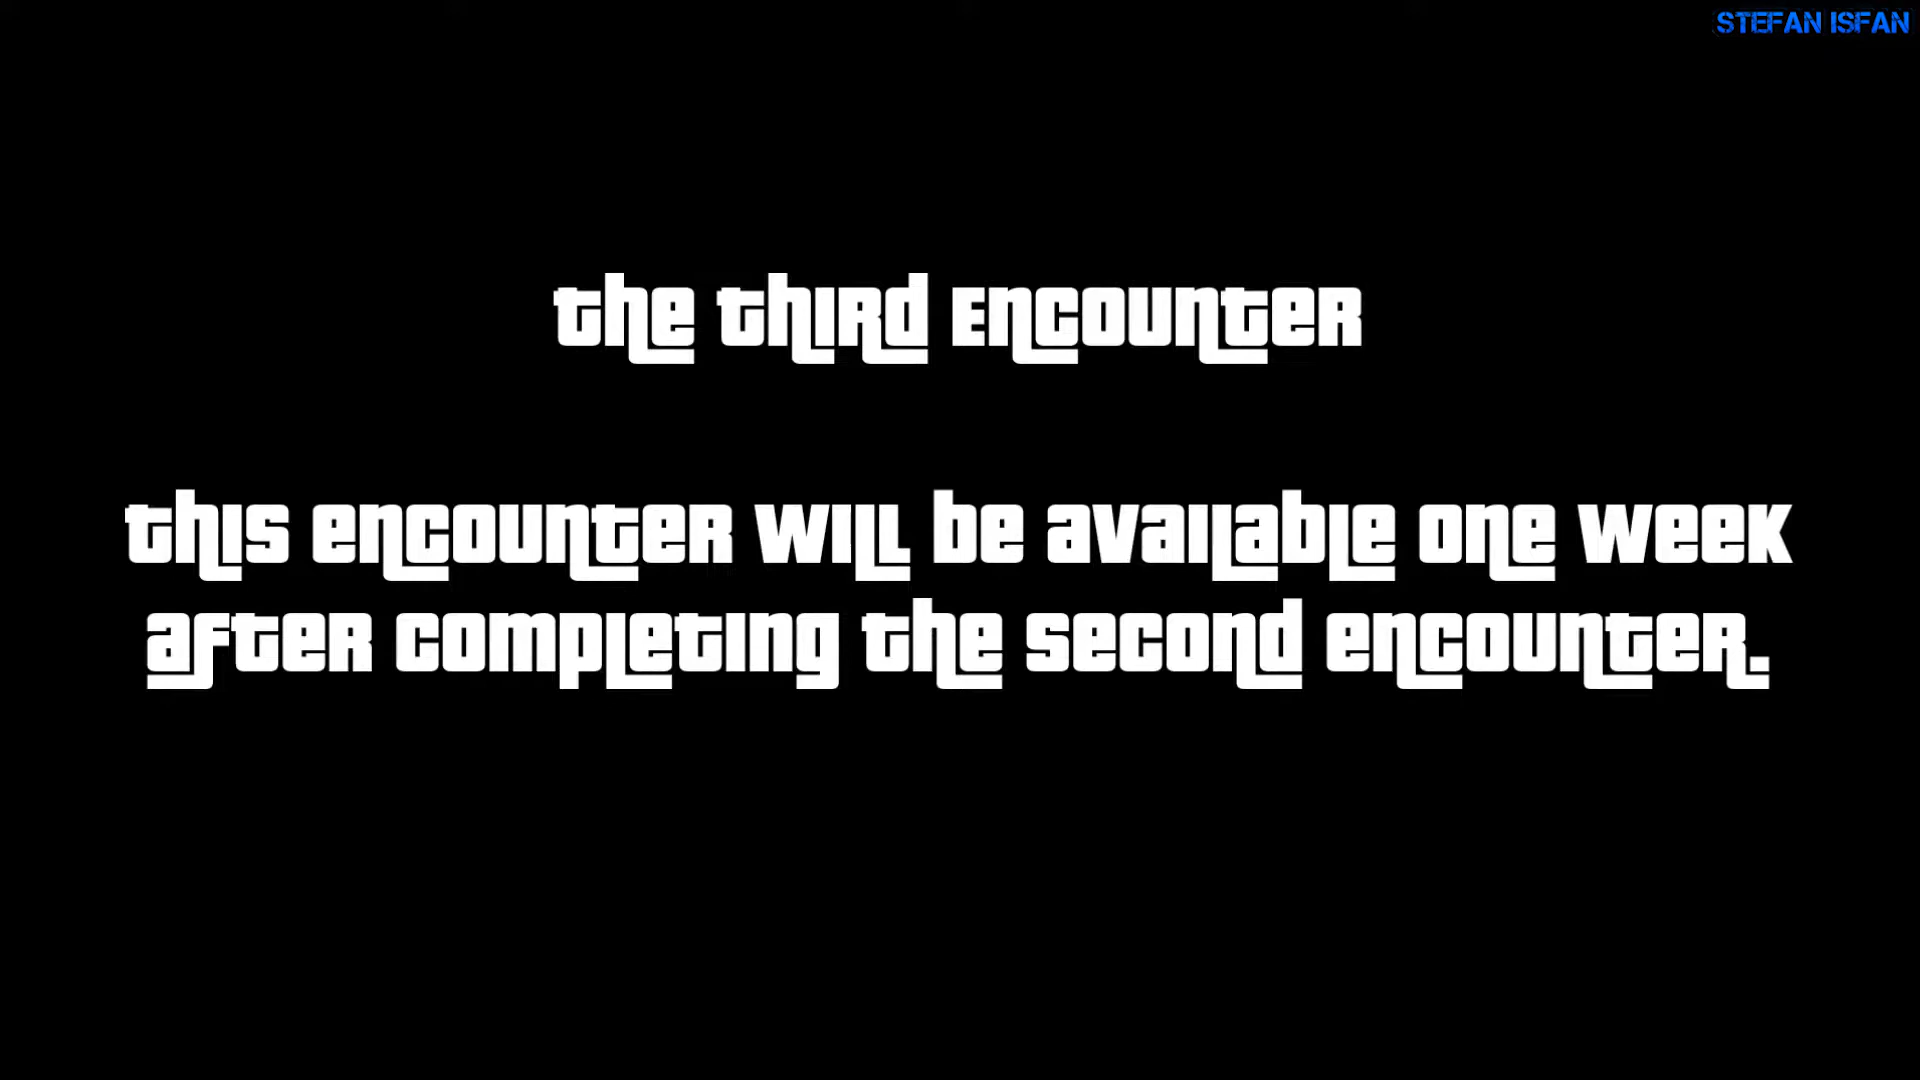 STEFAN ISFAN
The Third Encounter
This encounter will be available one week
after completing the second encounter.